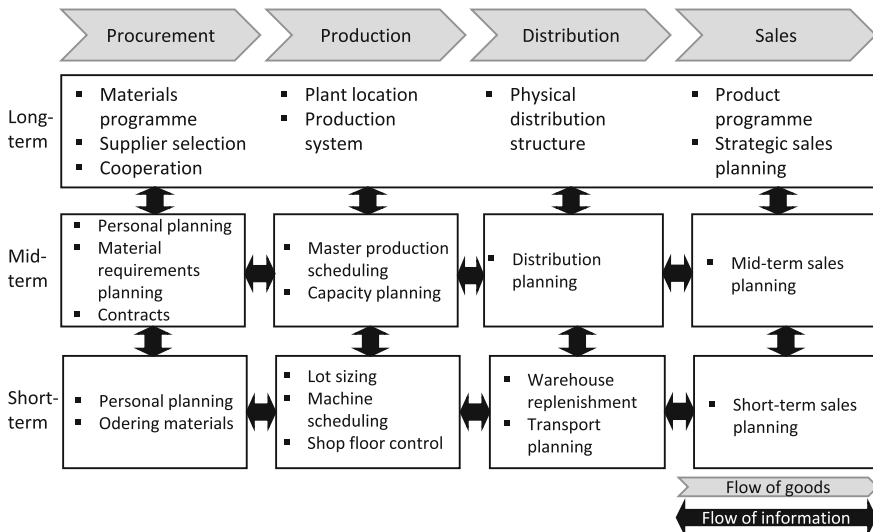 Procurement
Production
Distribution
Sales
Long-
term
▪ Materials
programme
▪ Supplier selection
▪ Cooperation
▪ Plant location
▪ Production
system
▪ Physical
distribution
structure
▪ Product
programme
▪ Strategic sales
planning
Mid-
term
▪ Personal planning
▪ Material
requirements
planning
▪ Contracts
▪ Master production
scheduling
▪ Capacity planning
▪ Distribution
planning
▪ Mid-term sales
planning
Short-
term
▪ Personal planning
▪ Odering materials
▪ Lot sizing
▪ Machine
scheduling
▪ Shop floor control
▪ Warehouse
replenishment
▪ Transport
planning
▪ Short-term sales
planning
Flow of goods
Flow of information